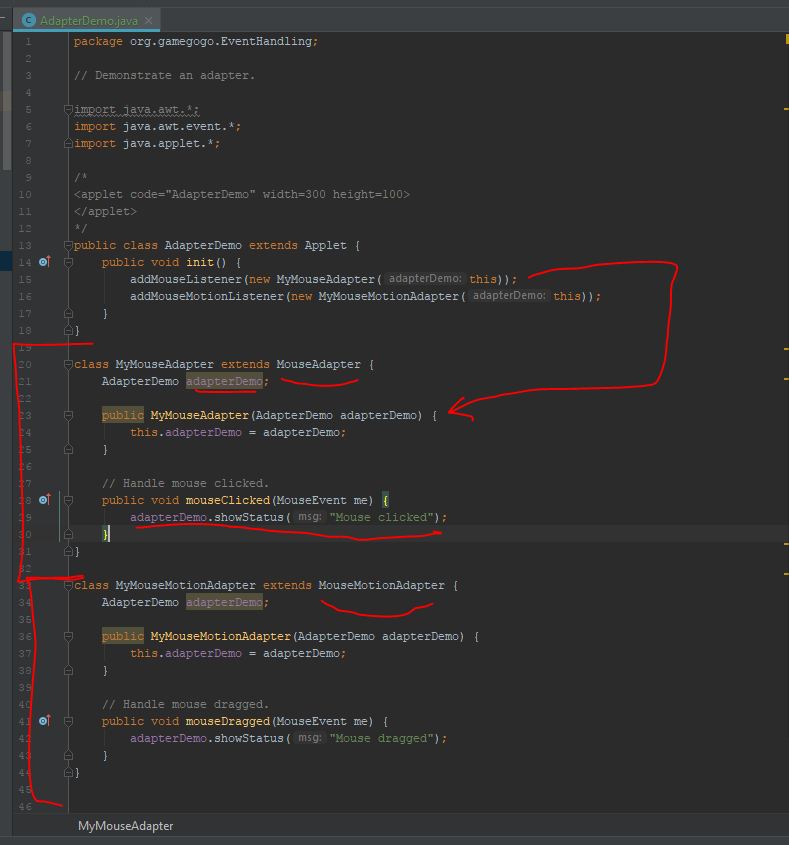 AdapterDemo.java
1 package org.gamegogo.EventHandling;
2
3 // Demonstrate an adapter.
4
5 import java.awt.*;
6 import java.awt.event.*;
7 import java.applet.*;
8
9 /*
10 <applet code="AdapterDemo" width=300 height=100>
11 </applet>
12 */
13 public class AdapterDemo extends Applet {
14 public void init() {
15 addMouseListener(new MyMouseAdapter( adapterDemo: this));
16 addMouseMotionListener(new MyMouseMotionAdapter( adapterDemo: this));
17 }
18 }
19
20 class MyMouseAdapter extends MouseAdapter {
21 AdapterDemo adapterDemo;
22
23 public MyMouseAdapter(AdapterDemo adapterDemo) {
24 this.adapterDemo = adapterDemo;
25 }
26
27 // Handle mouse clicked.
28 public void mouseClicked(MouseEvent me) {
29 adapterDemo.showStatus( msg: "Mouse clicked");
30 }
31 }
32
33 class MyMouseMotionAdapter extends MouseMotionAdapter {
34 AdapterDemo adapterDemo;
35
36 public MyMouseMotionAdapter(AdapterDemo adapterDemo) {
37 this.adapterDemo = adapterDemo;
38 }
39
40 // Handle mouse dragged.
41 public void mouseDragged(MouseEvent me) {
42 adapterDemo.showStatus( msg: "Mouse dragged");
43 }
44 }
45
46
MyMouseAdapter